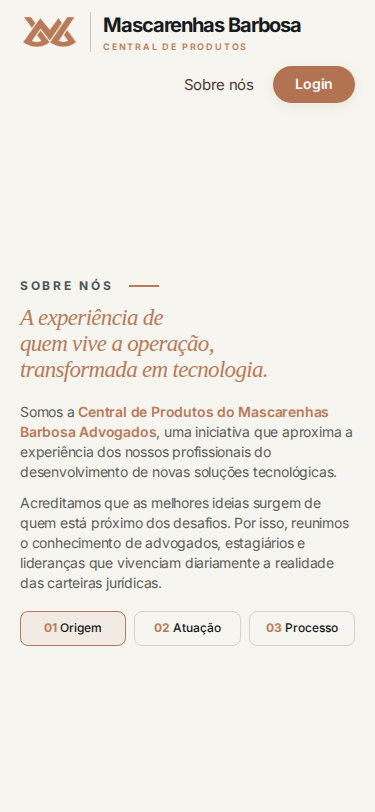 Mascarenhas Barbosa
CENTRAL DE PRODUTOS
Sobre nós
Login
SOBRE NÓS
A experiência de
quem vive a operação,
transformada em tecnologia.
Somos a Central de Produtos do Mascarenhas
Barbosa Advogados, uma iniciativa que aproxima a
experiência dos nossos profissionais do
desenvolvimento de novas soluções tecnológicas.
Acreditamos que as melhores ideias surgem de
quem está próximo dos desafios. Por isso, reunimos
o conhecimento de advogados, estagiários e
lideranças que vivenciam diariamente a realidade
das carteiras jurídicas.
01 Origem
02 Atuação
03 Processo